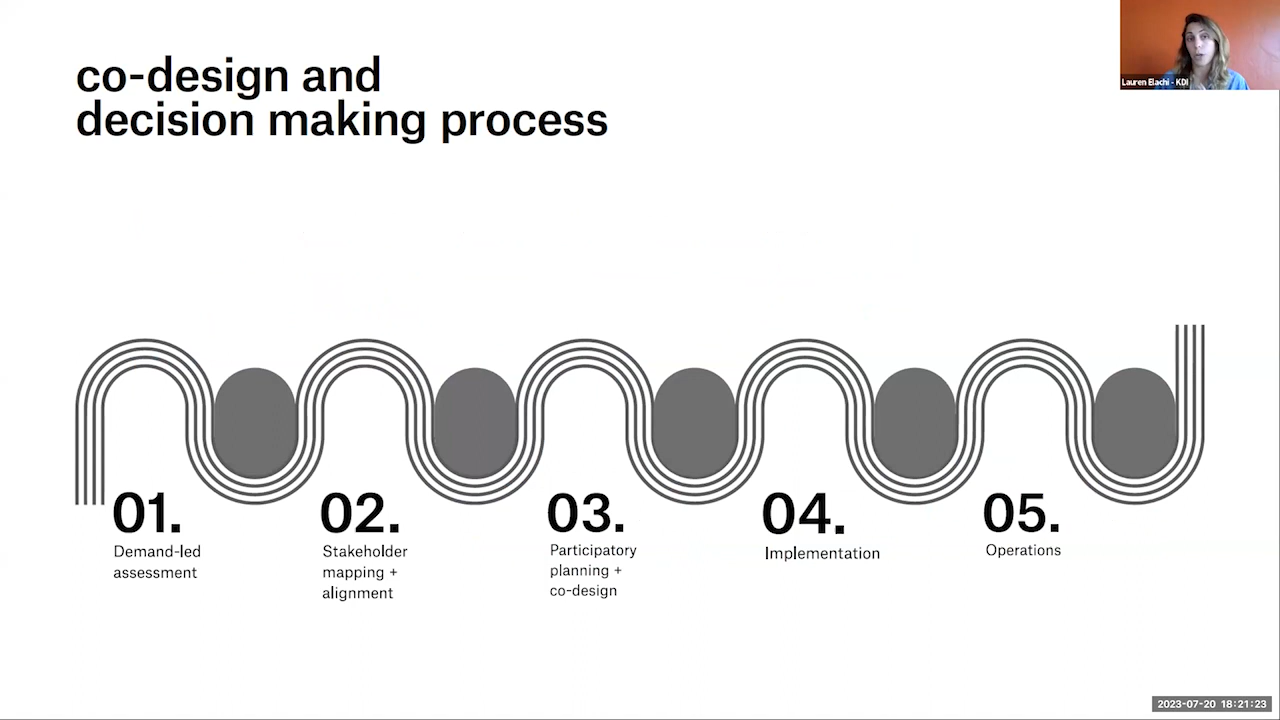 co-design and
decision making process
Lauren Elachi - KDI
01.
Demand-led
assessment
02.
Stakeholder
mapping +
alignment
03.
Participatory
planning +
co-design
04.
Implementation
05.
Operations
2023-07-20 18:21:23